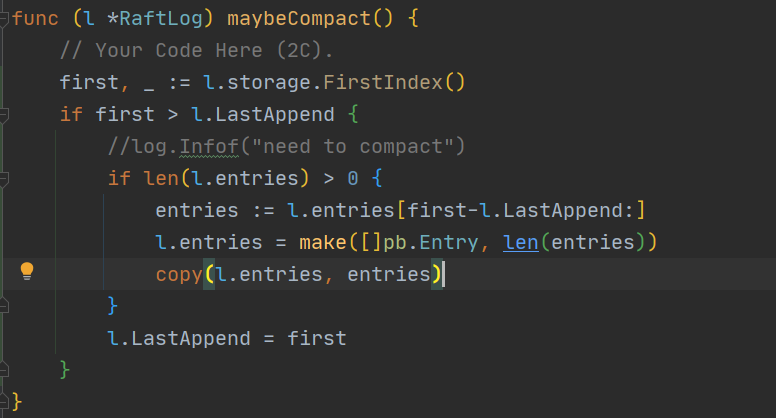 func (l *RaftLog) maybeCompact() {
    // Your Code Here (2C).
    first, _ := l.storage.FirstIndex()
    if first > l.LastAppend {
        //log.Infof("need to compact")
        if len(l.entries) > 0 {
            entries := l.entries[first-l.LastAppend:]
            l.entries = make([]pb.Entry, len(entries))
            copy(l.entries, entries)
        }
        l.LastAppend = first
    }
}